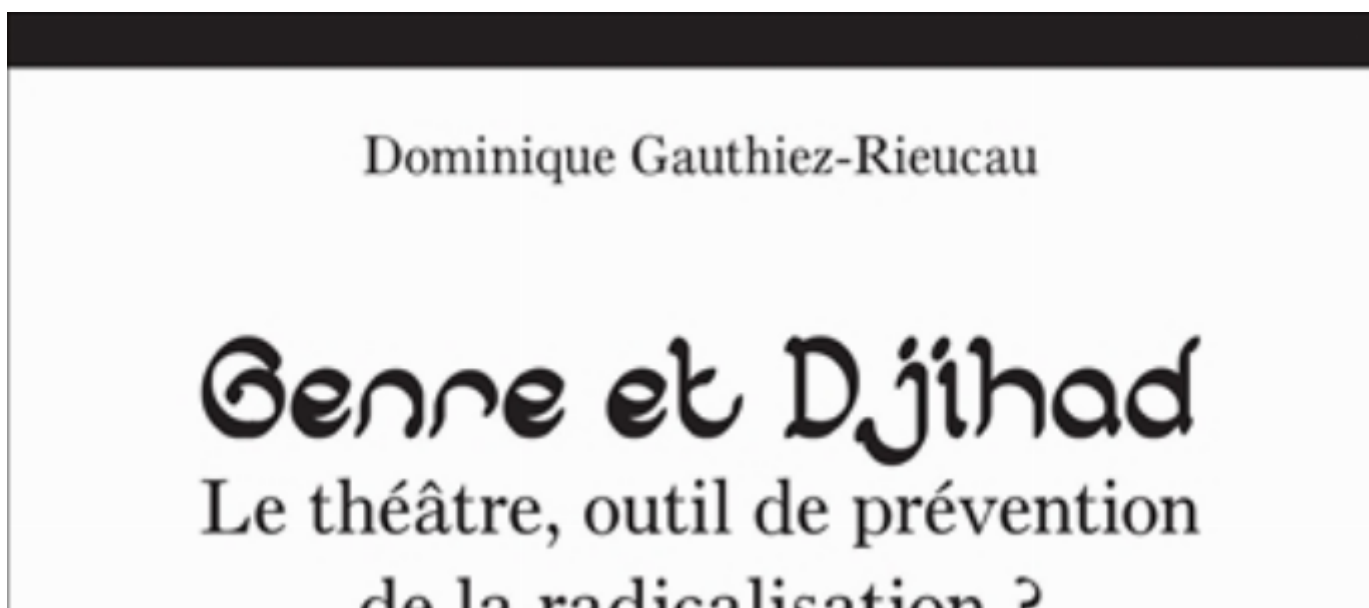 Dominique Gauthiez-Rieucau
Genre et Djihad
Le théâtre, outil de prévention
de la radicalisation ?